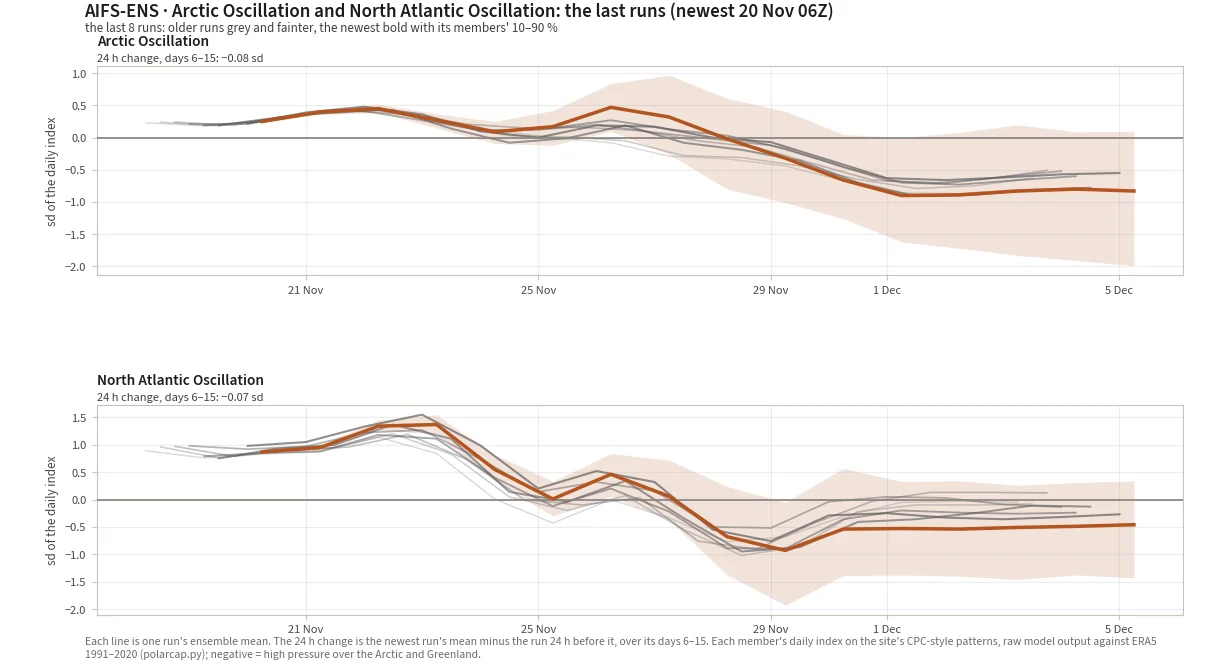 AIFS-ENS · Arctic Oscillation and North Atlantic Oscillation: the last runs (newest 20 Nov 06Z)
the last 8 runs: older runs grey and fainter, the newest bold with its members' 10–90 %
Arctic Oscillation
24 h change, days 6–15: −0.08 sd
sd of the daily index
1.0
0.5
0.0
−0.5
−1.0
−1.5
−2.0
21 Nov
25 Nov
29 Nov
1 Dec
5 Dec
North Atlantic Oscillation
24 h change, days 6–15: −0.07 sd
sd of the daily index
1.5
1.0
0.5
0.0
−0.5
−1.0
−1.5
−2.0
21 Nov
25 Nov
29 Nov
1 Dec
5 Dec
Each line is one run's ensemble mean. The 24 h change is the newest run's mean minus the run 24 h before it, over its days 6–15. Each member's daily index on the site's CPC-style patterns, raw model output against ERA5
1991–2020 (polarcap.py); negative = high pressure over the Arctic and Greenland.